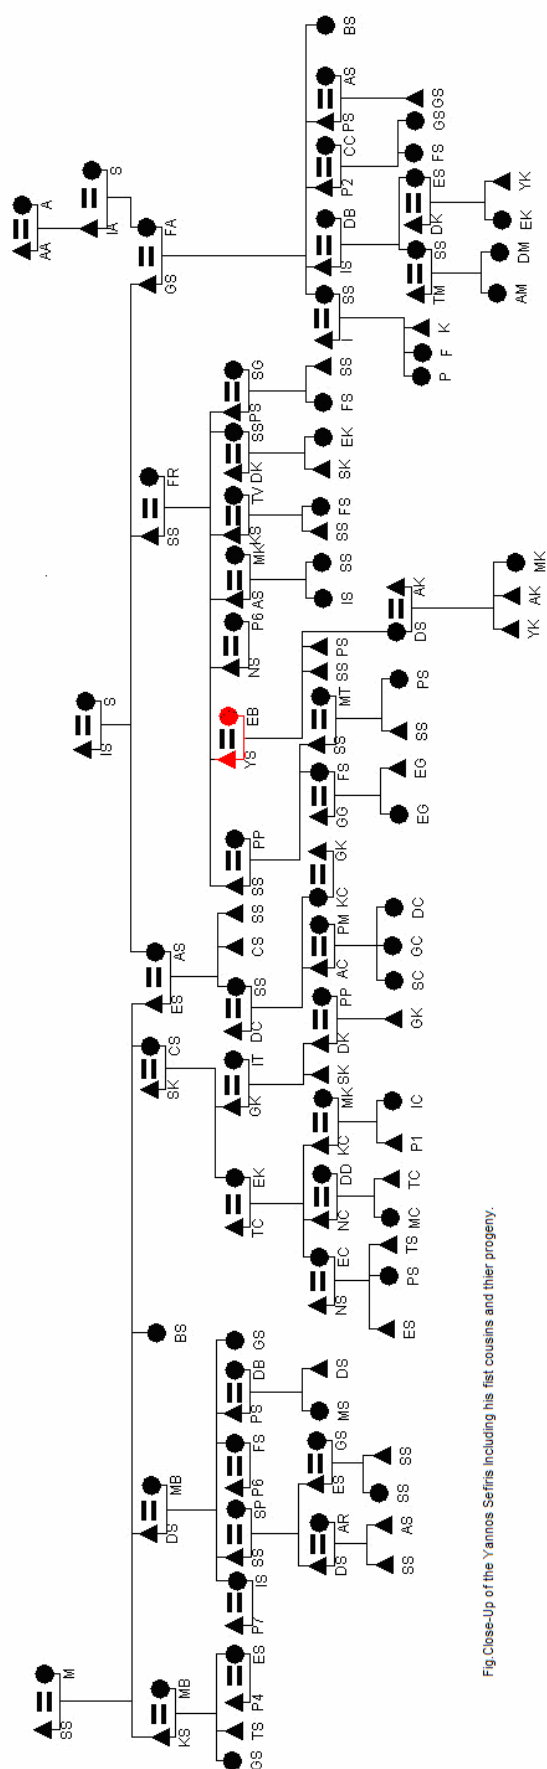 AA A
SS M IS S IA S
KS MB DS MB BS SK CS ES AS SS FR GS FA
GS TS P4 ES P7 IS SS SP P6 FS PS DB GS TC EK GK IT DC SS CS SS SS PP YS EB NS P6 AS MK KS TV DK SS PS SG
DS AR ES GS MS DS NS EC NC DD KC MK SK DK PP AC PM KC GK GG FS SS MT SS PS IS SS SS FS SK EK FS SS I SS IS DB P2 CC PS AS BS
SS AS SS SS ES PS TS MC TC P1 IC GK SC GC DC EG EG SS PS DS AK P F K TM SS DK ES FS GS GS
YK AK MK AM DM EK YK
Fig.Close-Up of the Yannos Sefiris Including his fist cousins and thier progeny.